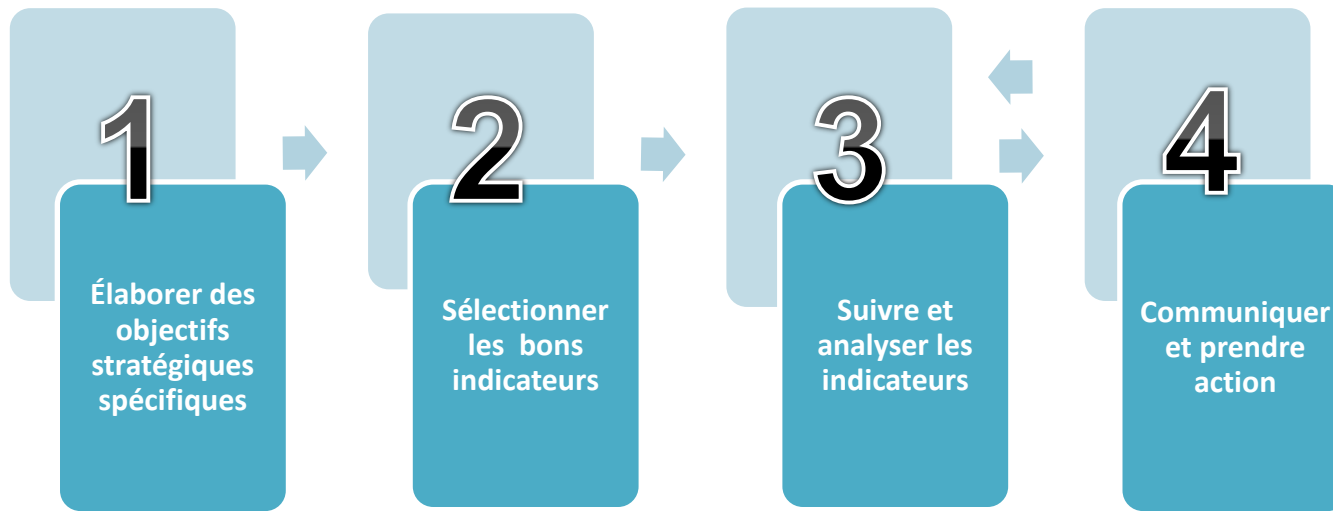 1
Élaborer des
objectifs
stratégiques
spécifiques
2
Sélectionner
les bons
indicateurs
3
Suivre et
analyser les
indicateurs
4
Communiquer
et prendre
action